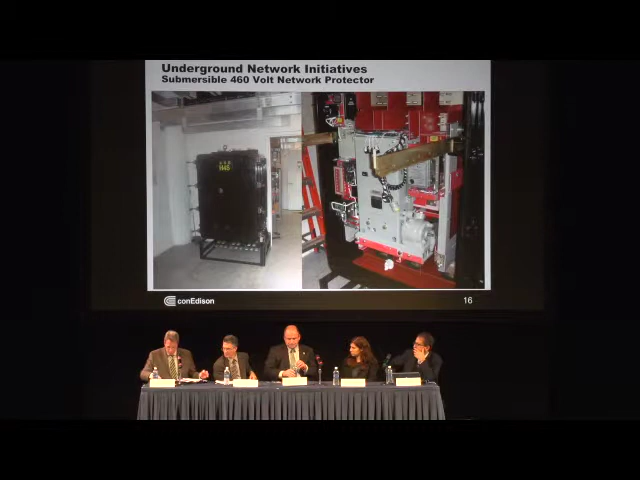 Underground Network Initiatives
Submersible 460 Volt Network Protector
conEdison
16